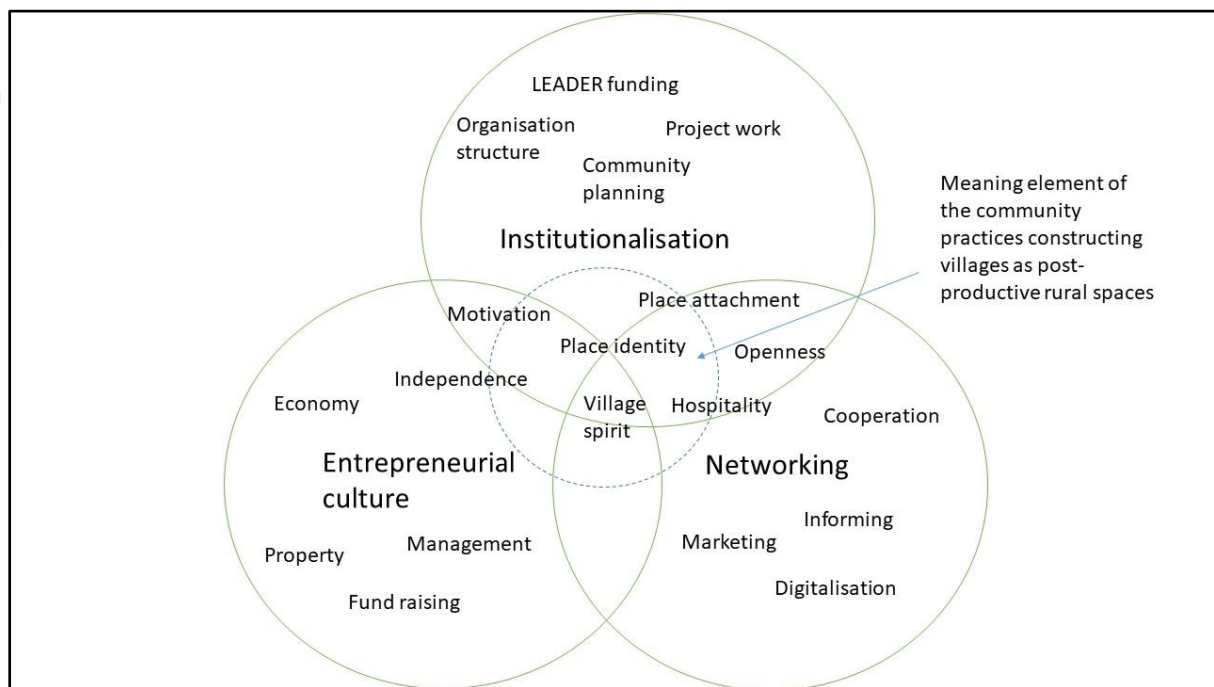 LEADER funding
Organisation
structure
Project work
Community
planning
Institutionalisation
Meaning element of
the community
practices constructing
villages as post-
productive rural spaces
Place attachment
Motivation
Place identity
Openness
Independence
Economy
Village
spirit
Hospitality
Cooperation
Entrepreneurial
culture
Networking
Informing
Marketing
Management
Property
Digitalisation
Fund raising